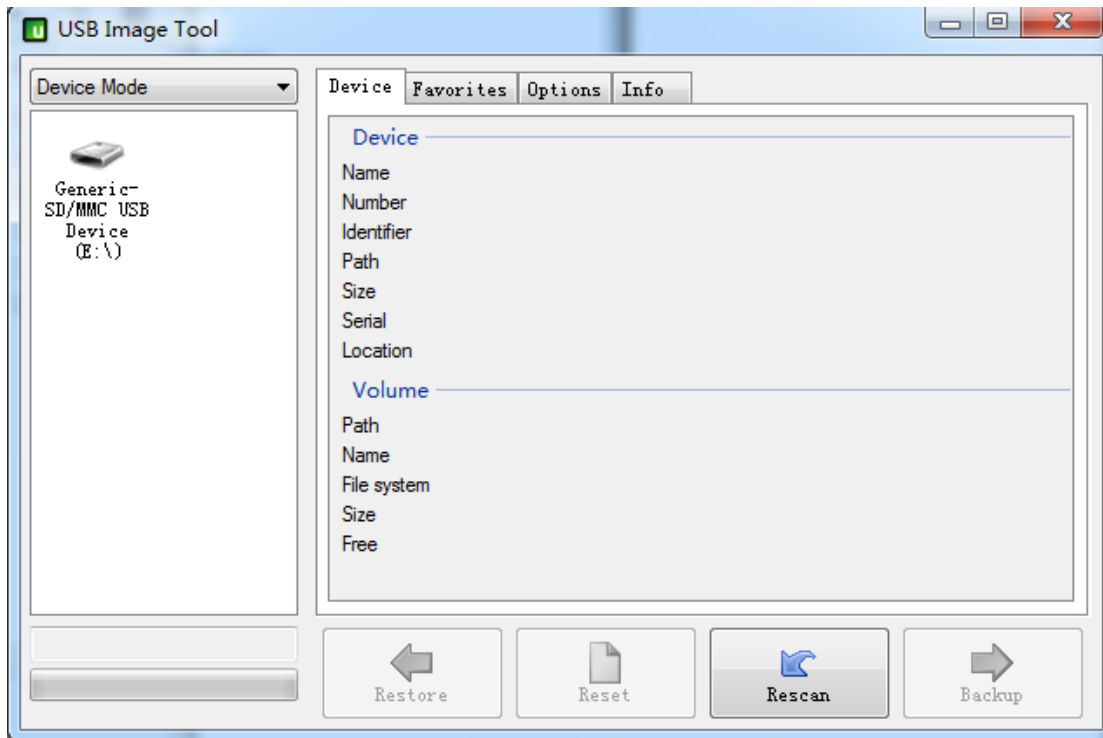 USB Image Tool
Device Mode
Generic-
SD/MMC USB
Device
(E:\)
Device Favorites Options Info
Device
Name
Number
Identifier
Path
Size
Serial
Location
Volume
Path
Name
File system
Size
Free
Restore Reset Rescan Backup